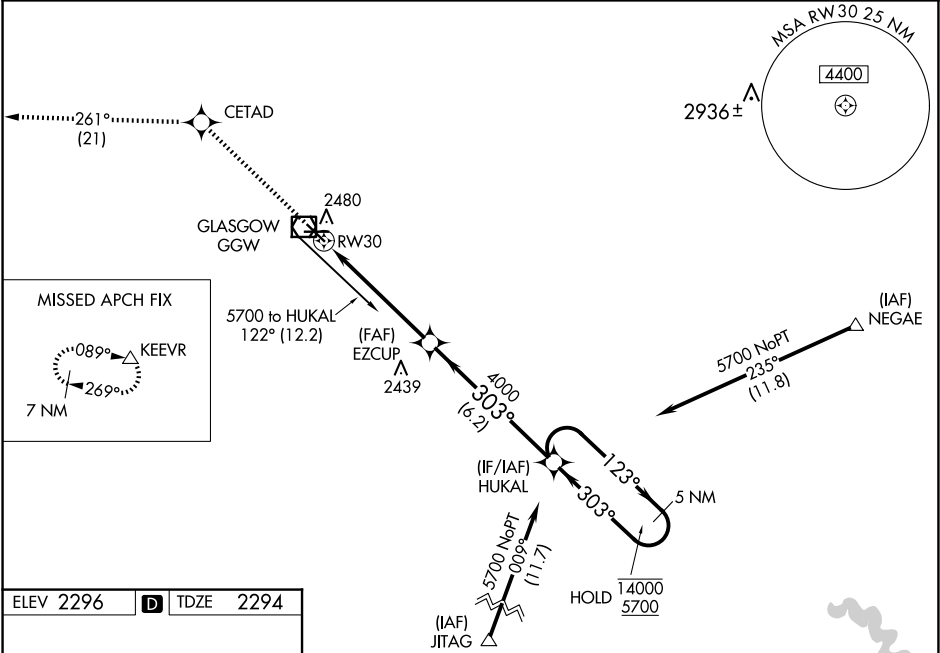 MSA RW30 25 NM
4400
2936 ±
CETAD
261°
(21)
2480
GLASGOW
GGW
RW30
MISSED APCH FIX
089°
KEEVR
269°
7 NM
5700 to HUKAL
122° (12.2)
(FAF)
EZCUP
2439
(IAF)
NEGAE
5700 NoPT
235°
(11.8)
4000
303°
(6.2)
(IF/IAF)
HUKAL
123°
303°
5 NM
5700 NoPT
009°
(11.7)
HOLD
14000
5700
(IAF)
JITAG
ELEV 2296 D TDZE 2294